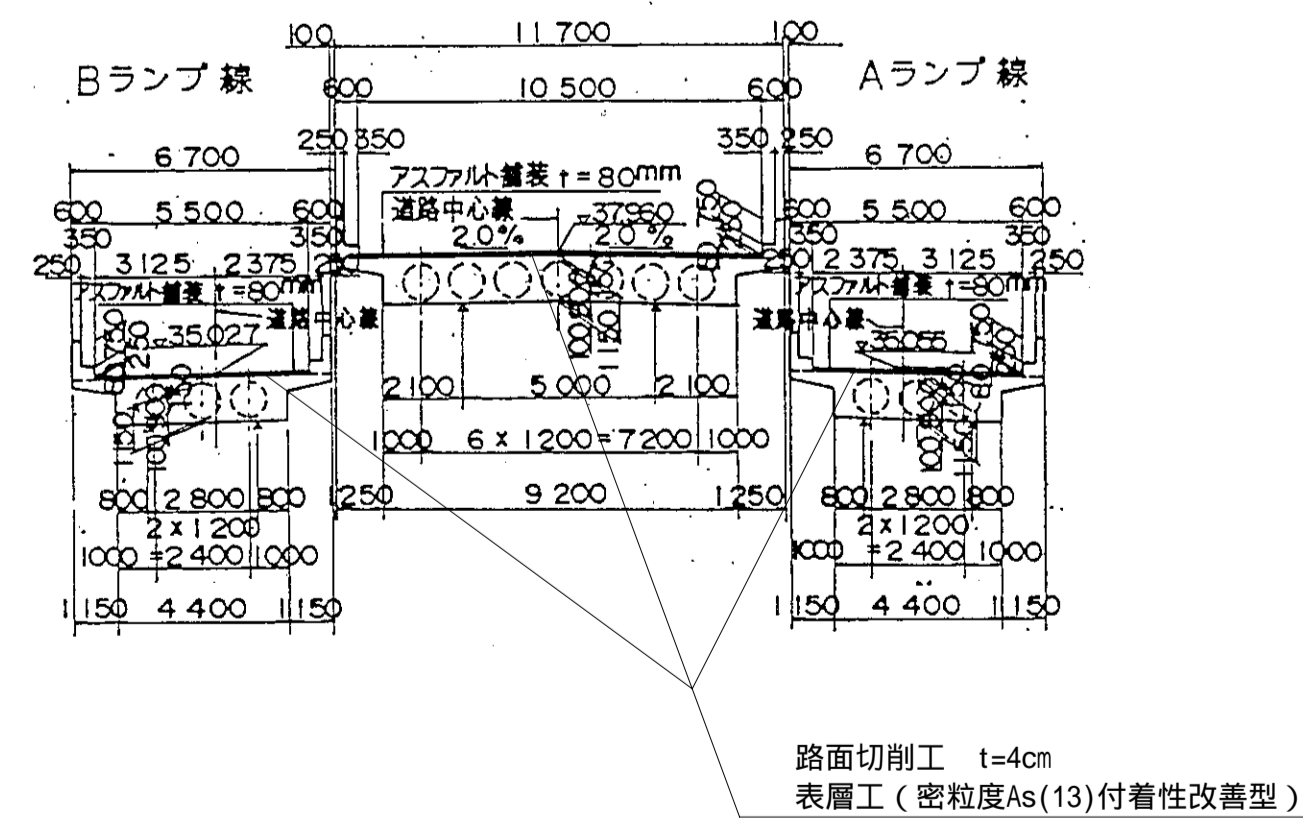 100 11 700 100
Bランプ線 Aランプ線
600 10 500 600
250 350 350 250
6 700 6 700
アスファルト舗装 t=80mm
600 5 500 600 道路中心線 37.960 600 5 500 600
350 350 2.0% 2.0% 350 350
250 3 125 2 375 2 375 3 125 250
アスファルト舗装 t=80mm アスファルト舗装 t=80mm
道路中心線 道路中心線
35.027
750
250
2 100 5 000 2 100
1000 6 x 1200=7200 1000
800 2 800 800 1250 9 200 1250 800 2 800 800
2 x 1200 2 x 1200
1000 =2 400 1000 1000 =2 400 1000
1 150 4 400 1 150 1 150 4 400 1 150
路面切削工 t=4cm
表層工(密粒度As(13)付着性改善型)